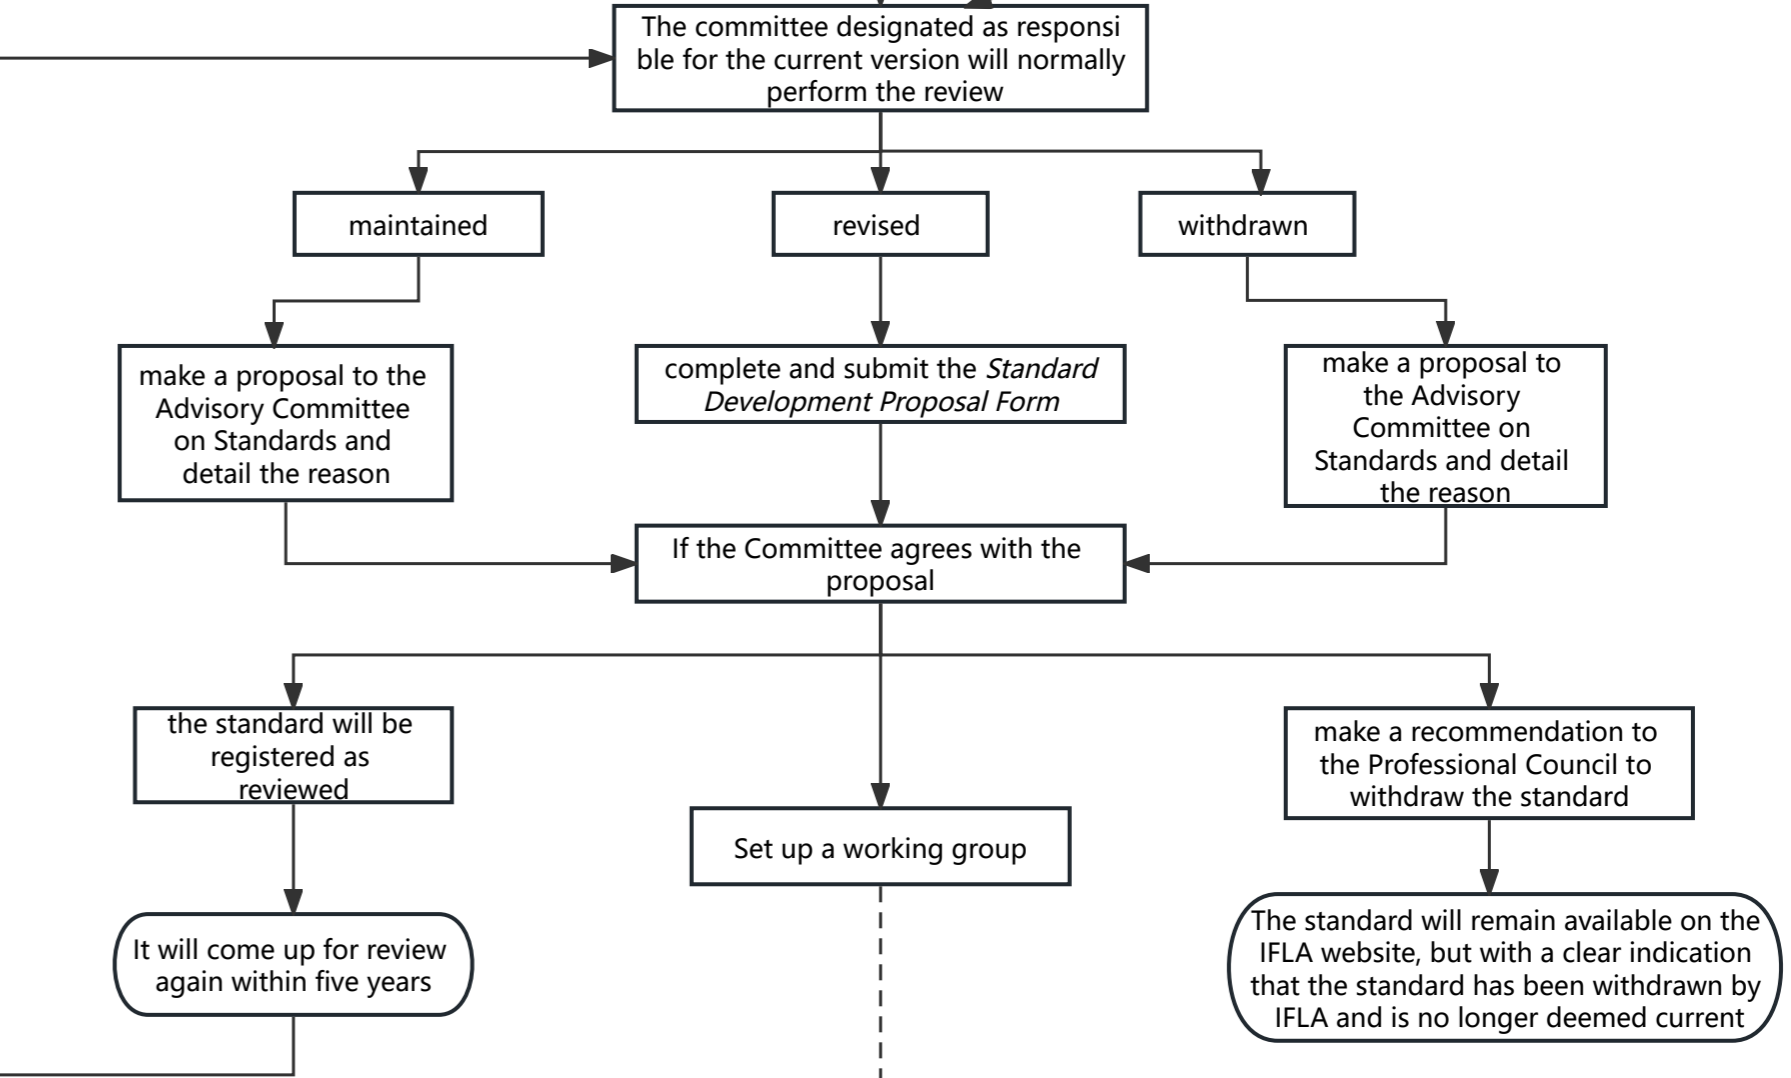 The committee designated as responsi
ble for the current version will normally
perform the review
maintained
revised
withdrawn
make a proposal to the
Advisory Committee
on Standards and
detail the reason
complete and submit the Standard
Development Proposal Form
make a proposal to
the Advisory
Committee on
Standards and detail
the reason
If the Committee agrees with the
proposal
the standard will be
registered as
reviewed
Set up a working group
make a recommendation to
the Professional Council to
withdraw the standard
It will come up for review
again within five years
The standard will remain available on the
IFLA website, but with a clear indication
that the standard has been withdrawn by
IFLA and is no longer deemed current